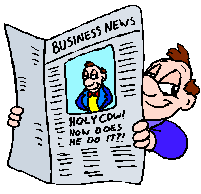 BUSINESS NEWS
HOLY COW!
HOW DOES
HE DO IT?!